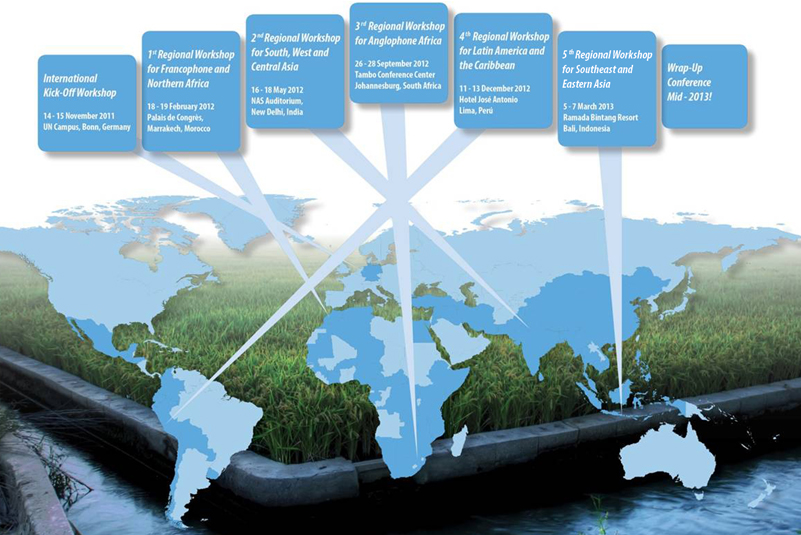 International
Kick-Off Workshop
14 - 15 November 2011
UN Campus, Bonn, Germany
1st Regional Workshop
for Francophone and
Northern Africa
18 - 19 February 2012
Palais de Congrès,
Marrakech, Morocco
2nd Regional Workshop
for South, West and
Central Asia
16 - 18 May 2012
NAS Auditorium,
New Delhi, India
3rd Regional Workshop
for Anglophone Africa
26 - 28 September 2012
Tambo Conference Center
Johannesburg, South Africa
4th Regional Workshop
for Latin America and
the Caribbean
11 - 13 December 2012
Hotel José Antonio
Lima, Perú
5th Regional Workshop
for Southeast and
Eastern Asia
5 - 7 March 2013
Ramada Bintang Resort
Bali, Indonesia
Wrap-Up
Conference
Mid - 2013!